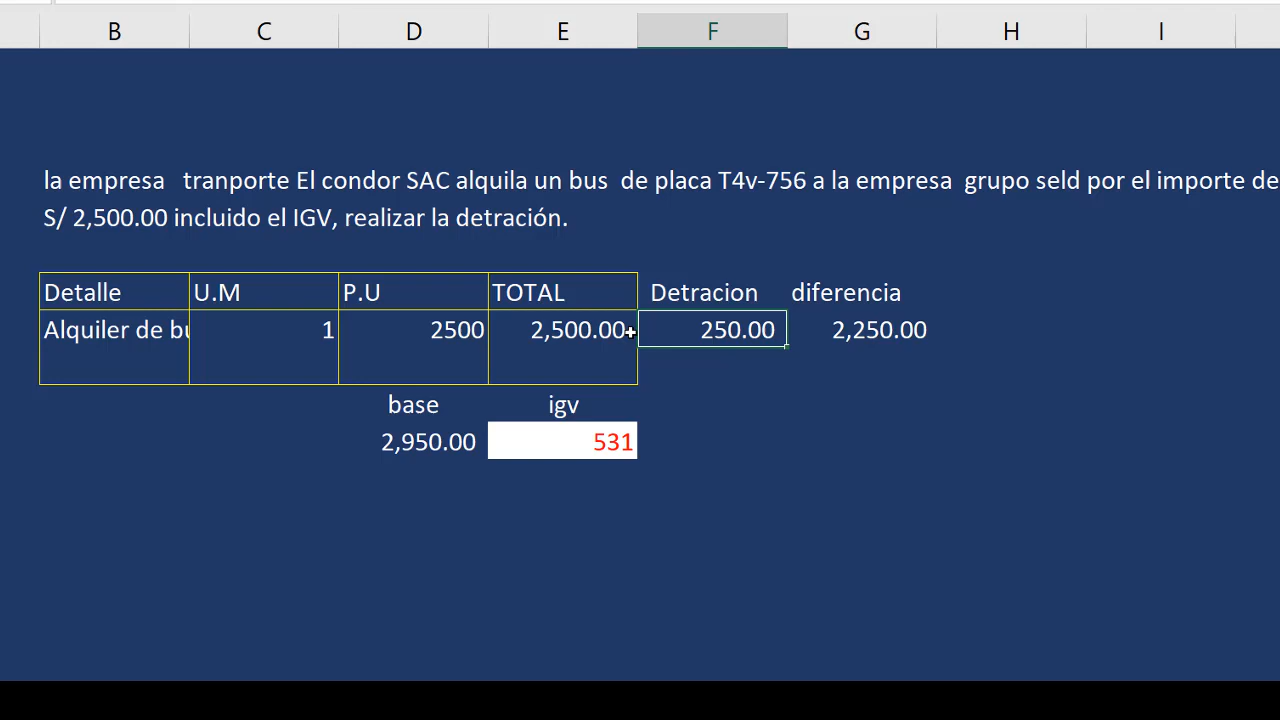 B C D E F G H I
la empresa tranporte El condor SAC alquila un bus de placa T4v-756 a la empresa grupo seld por el importe de
S/ 2,500.00 incluido el IGV, realizar la detración.
Detalle U.M P.U TOTAL Detracion diferencia
Alquiler de bu 1 2500 2,500.00 250.00 2,250.00
base igv
2,950.00 531